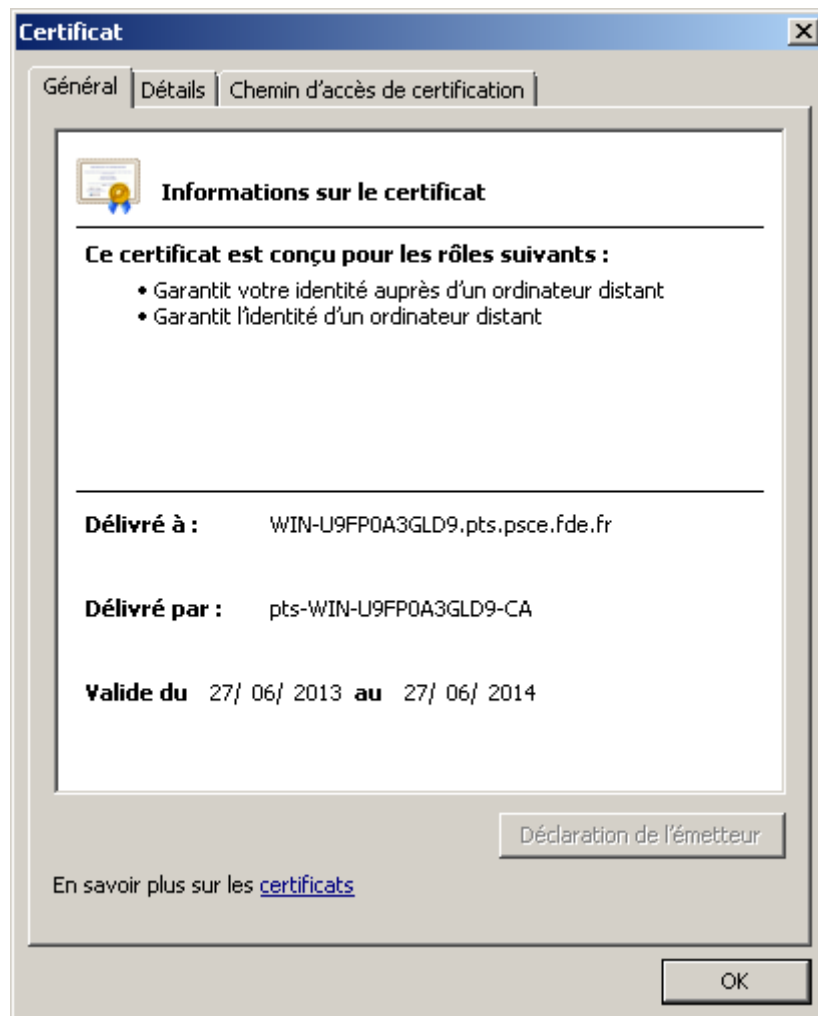 Certificat
Général Détails Chemin d'accès de certification
Informations sur le certificat
Ce certificat est conçu pour les rôles suivants :
• Garantit votre identité auprès d'un ordinateur distant
• Garantit l'identité d'un ordinateur distant
Délivré à : WIN-U9FP0A3GLD9.pts.psce.fde.fr
Délivré par : pts-WIN-U9FP0A3GLD9-CA
Valide du 27/ 06/ 2013 au 27/ 06/ 2014
Déclaration de l'émetteur
En savoir plus sur les certificats
OK